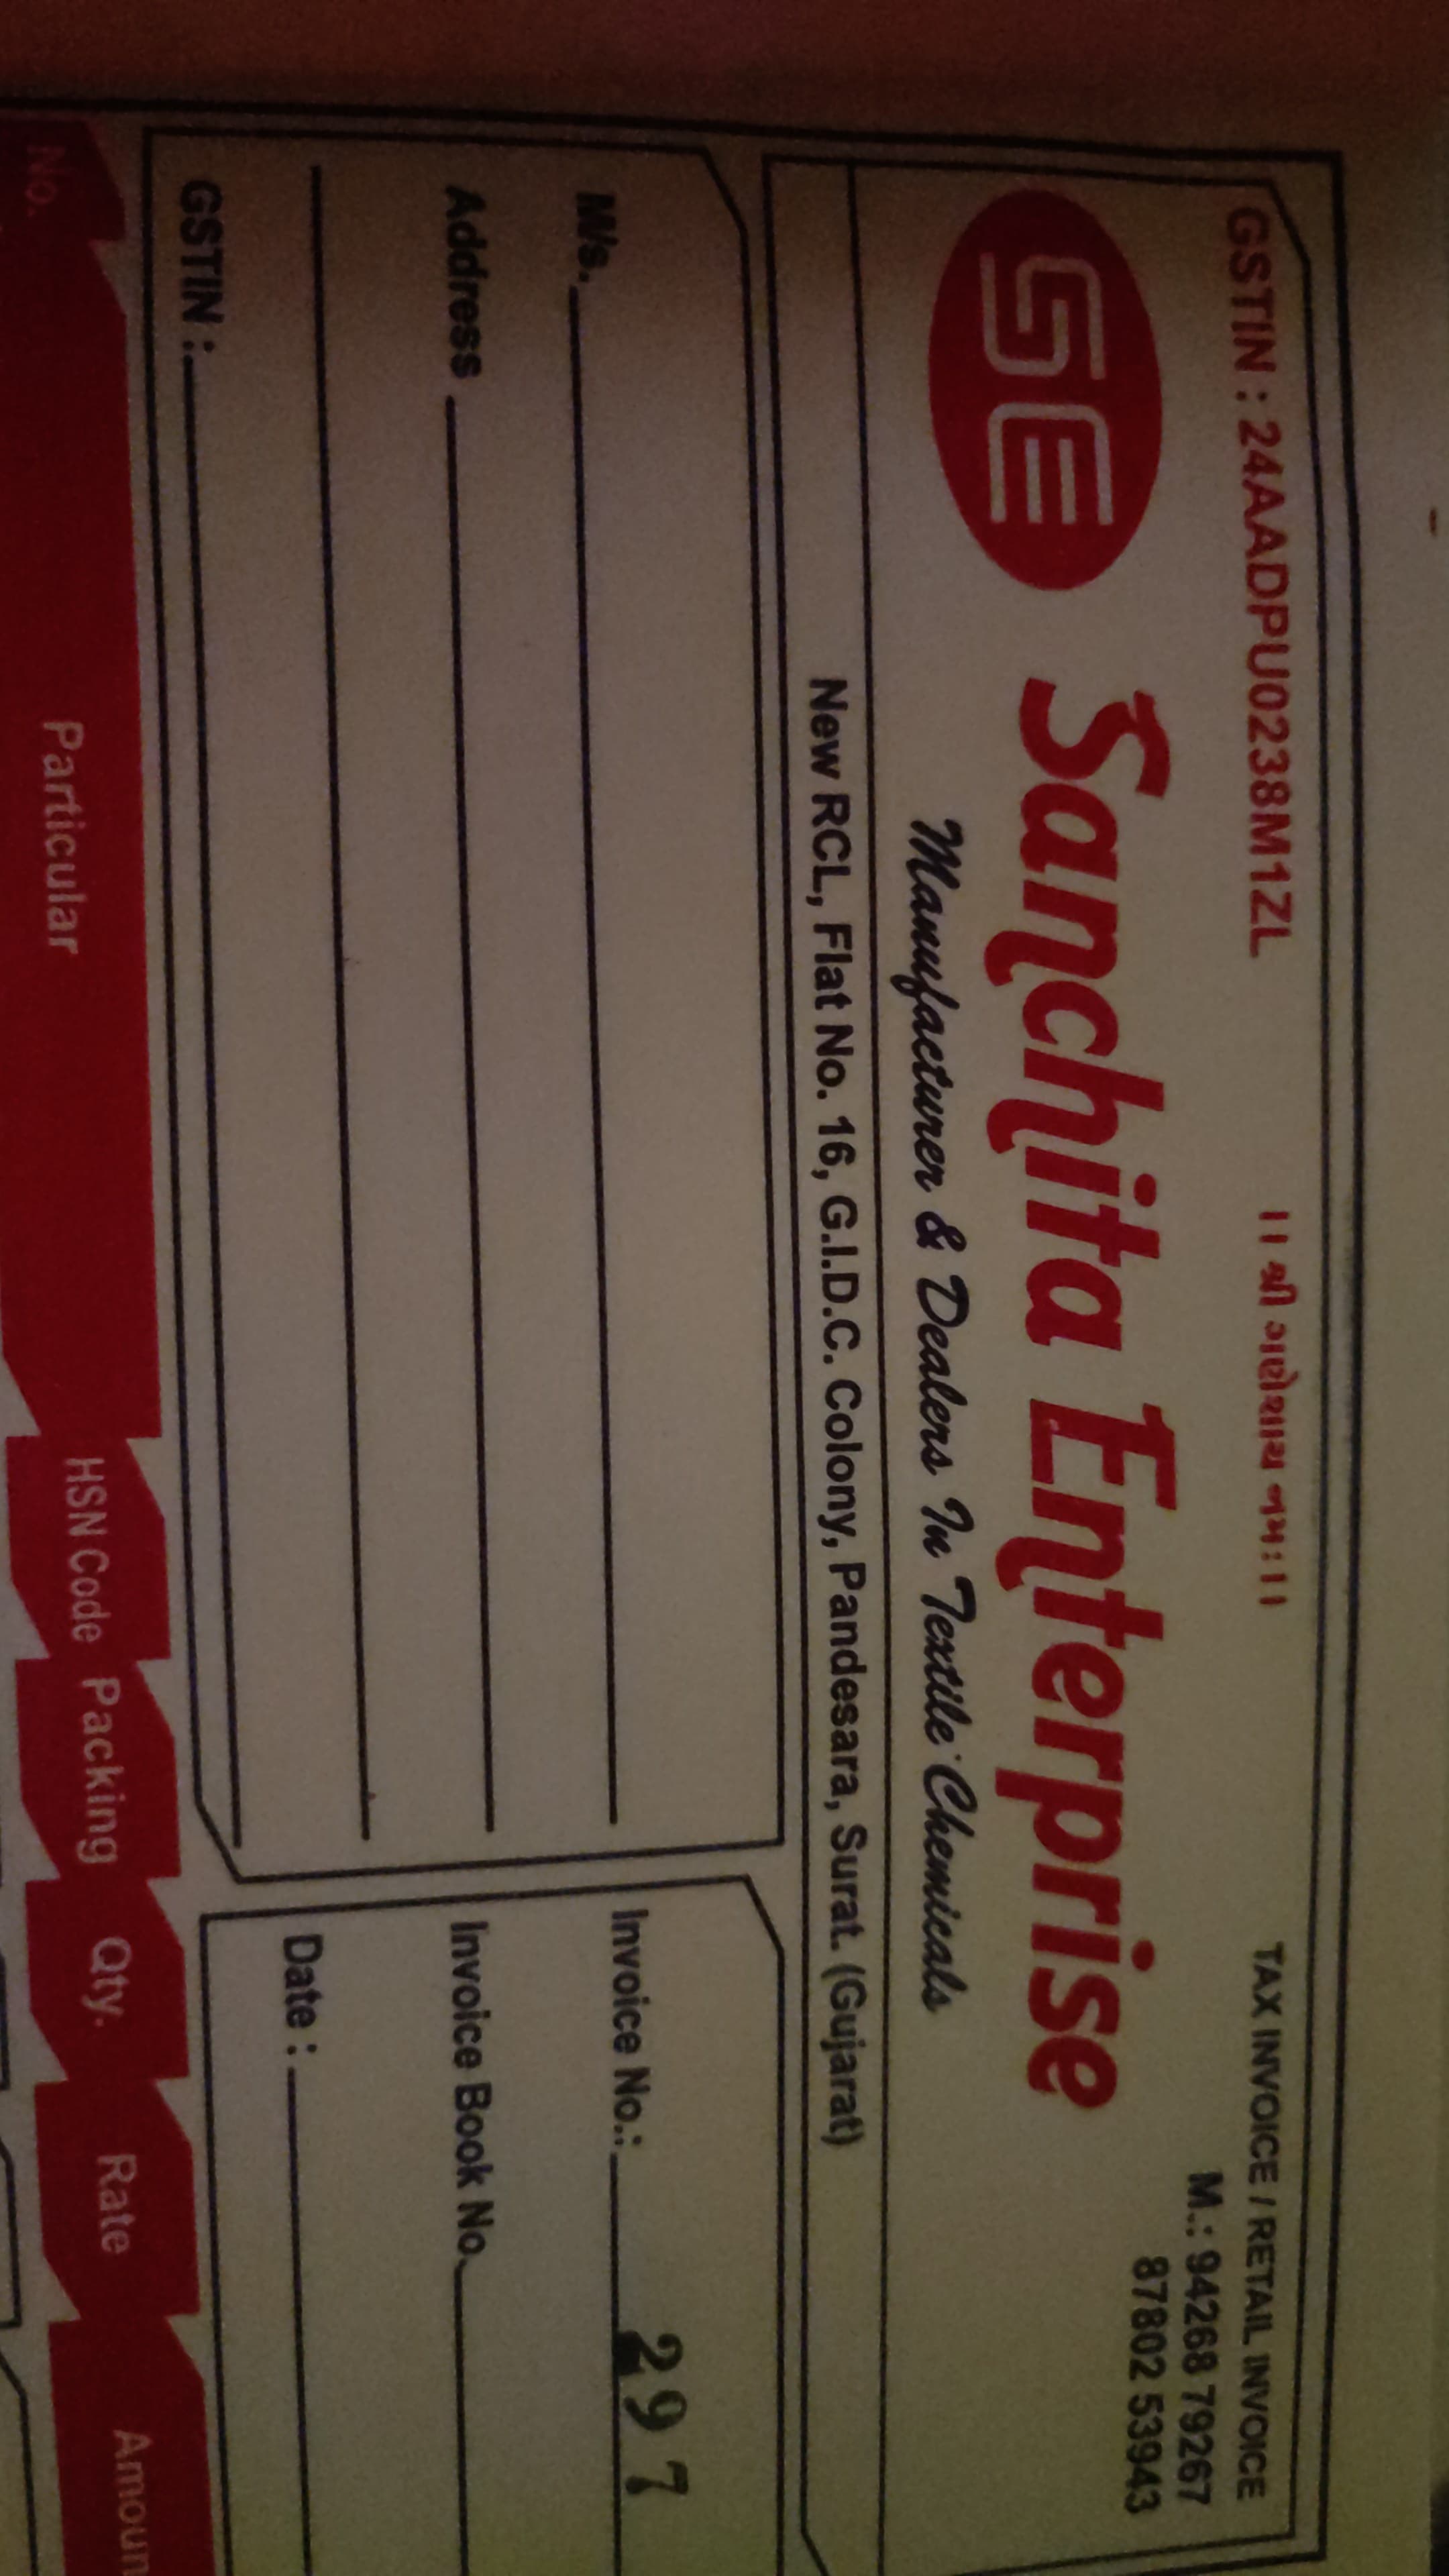 GSTIN : 24AADPU0238M1ZL
।। શ્રી ગણેશાય નમઃ।।
TAX INVOICE / RETAIL INVOICE
M.: 94268 79267
87802 53943
SE
Sanchita Enterprise
Manufacturer & Dealers In Textile Chemicals
New RCL, Flat No. 16, G.I.D.C. Colony, Pandesara, Surat. (Gujarat)
M/s.
Address
GSTIN :
Invoice No.: 297
Invoice Book No.
Date :
No. Particular HSN Code Packing Qty. Rate Amoun